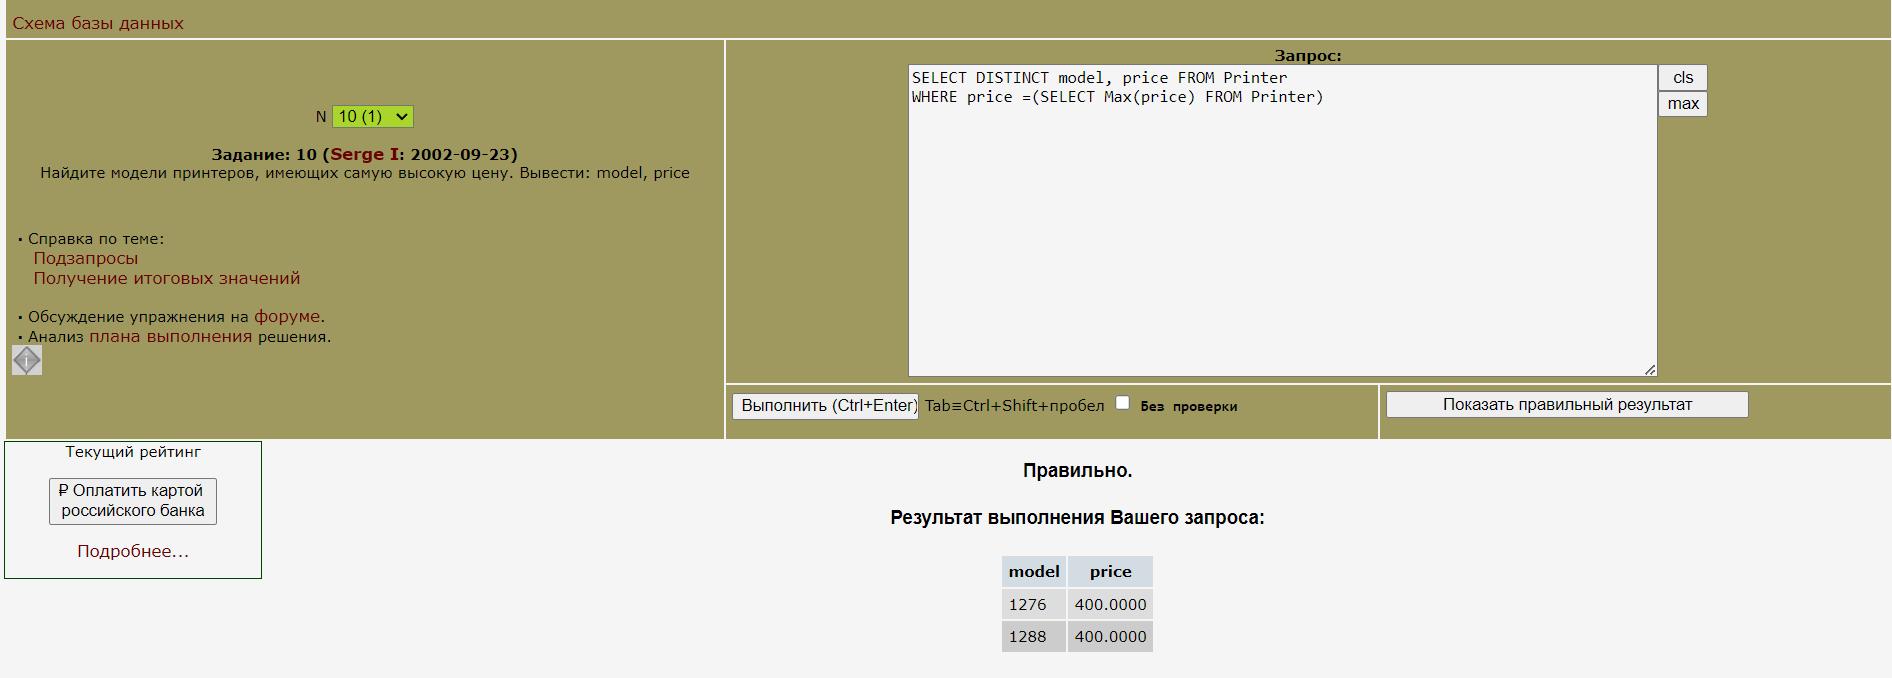 Схема базы данных
N 10 (1)
Задание: 10 (Serge I: 2002-09-23)
Найдите модели принтеров, имеющих самую высокую цену. Вывести: model, price
· Справка по теме:
Подзапросы
Получение итоговых значений
· Обсуждение упражнения на форуме.
· Анализ плана выполнения решения.
Запрос:
SELECT DISTINCT model, price FROM Printer
WHERE price =(SELECT Max(price) FROM Printer)
cls
max
Выполнить (Ctrl+Enter) Tab≡Ctrl+Shift+пробел Без проверки
Показать правильный результат
Текущий рейтинг
₽ Оплатить картой
российского банка
Подробнее...
Правильно.
Результат выполнения Вашего запроса:
model price
1276 400.0000
1288 400.0000